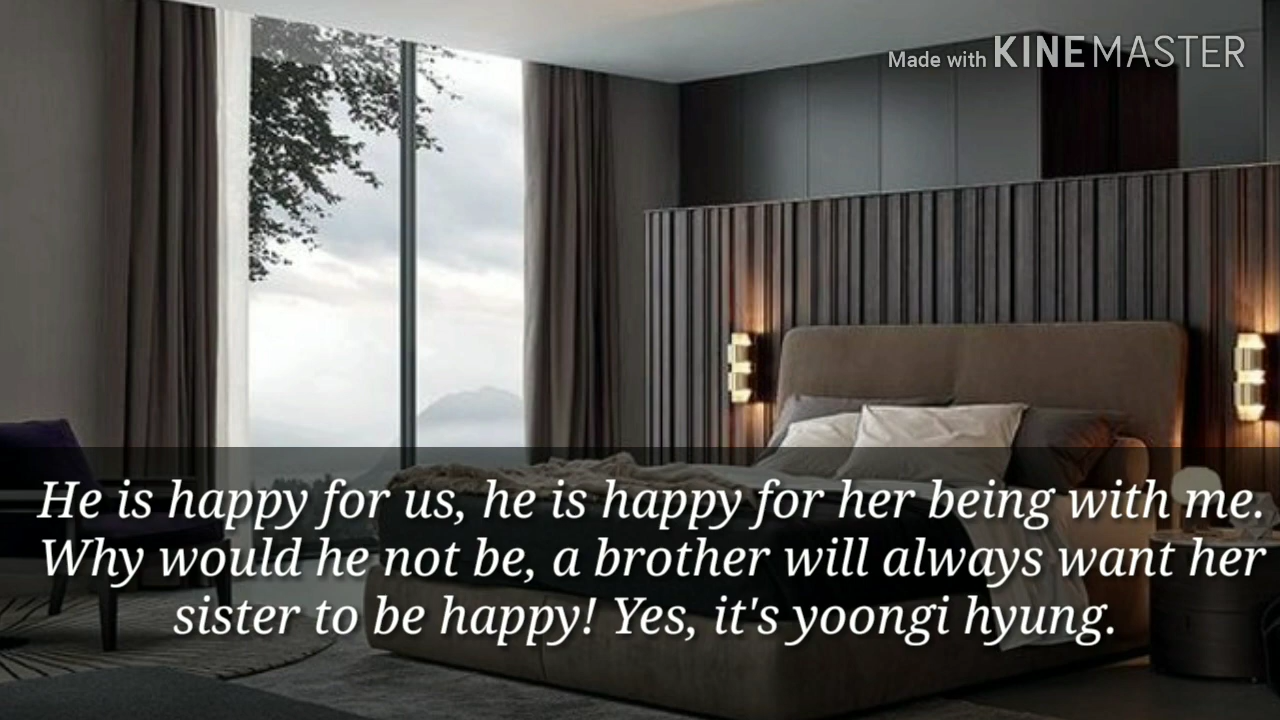 Made with KINEMASTER
He is happy for us, he is happy for her being with me.
Why would he not be, a brother will always want her
sister to be happy! Yes, it's yoongi hyung.